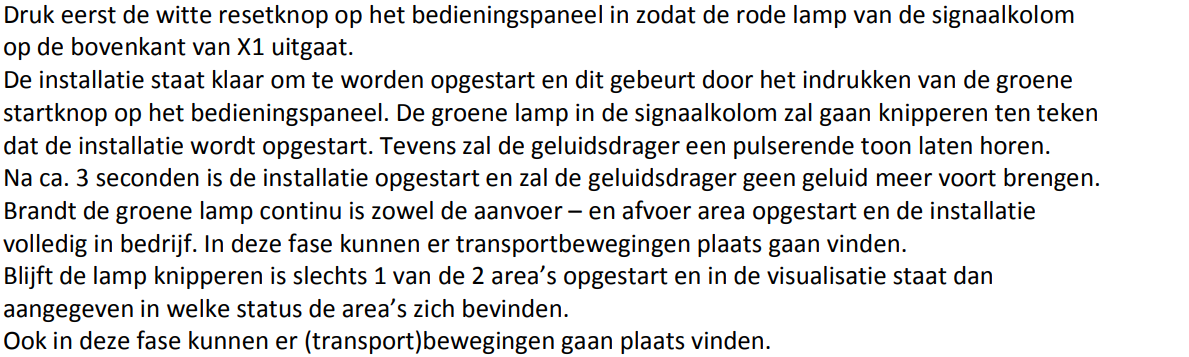 Druk eerst de witte resetknop op het bedieningspaneel in zodat de rode lamp van de signaalkolom
op de bovenkant van X1 uitgaat.
De installatie staat klaar om te worden opgestart en dit gebeurt door het indrukken van de groene
startknop op het bedieningspaneel. De groene lamp in de signaalkolom zal gaan knipperen ten teken
dat de installatie wordt opgestart. Tevens zal de geluidsdrager een pulserende toon laten horen.
Na ca. 3 seconden is de installatie opgestart en zal de geluidsdrager geen geluid meer voort brengen.
Brandt de groene lamp continu is zowel de aanvoer – en afvoer area opgestart en de installatie
volledig in bedrijf. In deze fase kunnen er transportbewegingen plaats gaan vinden.
Blijft de lamp knipperen is slechts 1 van de 2 area’s opgestart en in de visualisatie staat dan
aangegeven in welke status de area’s zich bevinden.
Ook in deze fase kunnen er (transport)bewegingen gaan plaats vinden.